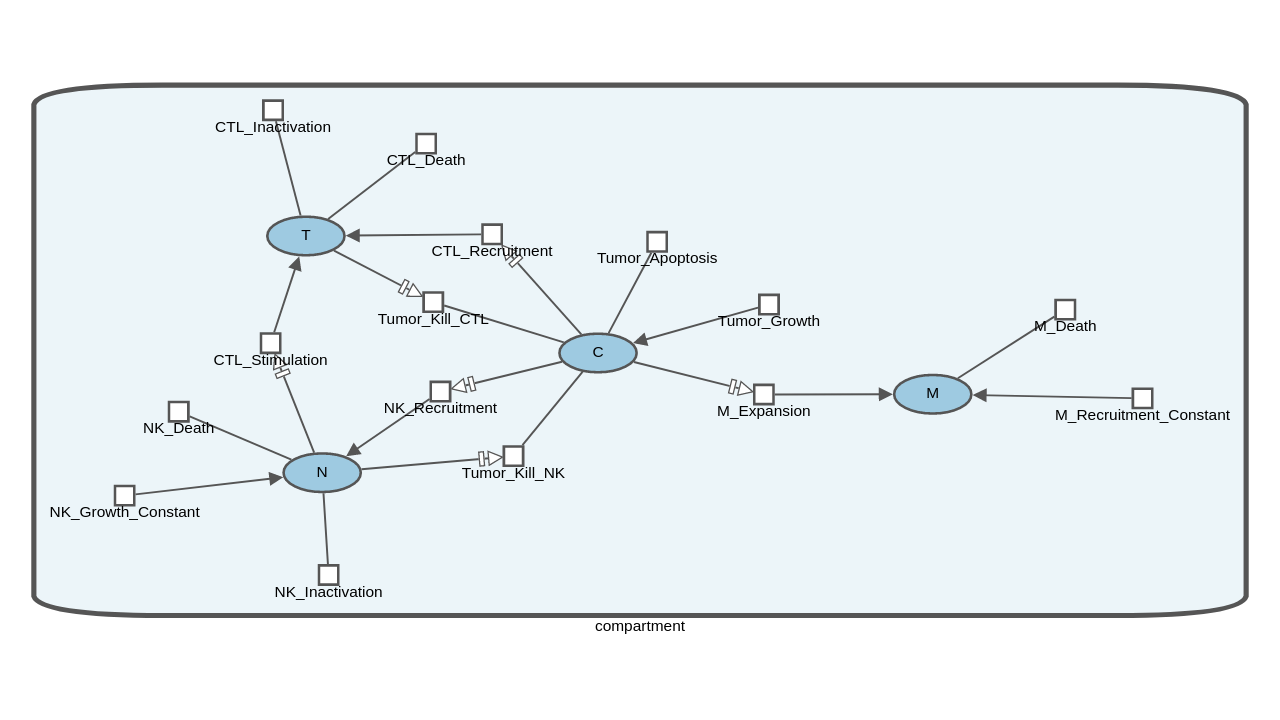 CTL_Inactivation
CTL_Death
T
CTL_Recruitment
Tumor_Apoptosis
Tumor_Kill_CTL
Tumor_Growth
M_Death
C
CTL_Stimulation
M
NK_Recruitment
M_Expansion
M_Recruitment_Constant
NK_Death
N
Tumor_Kill_NK
NK_Growth_Constant
NK_Inactivation
compartment